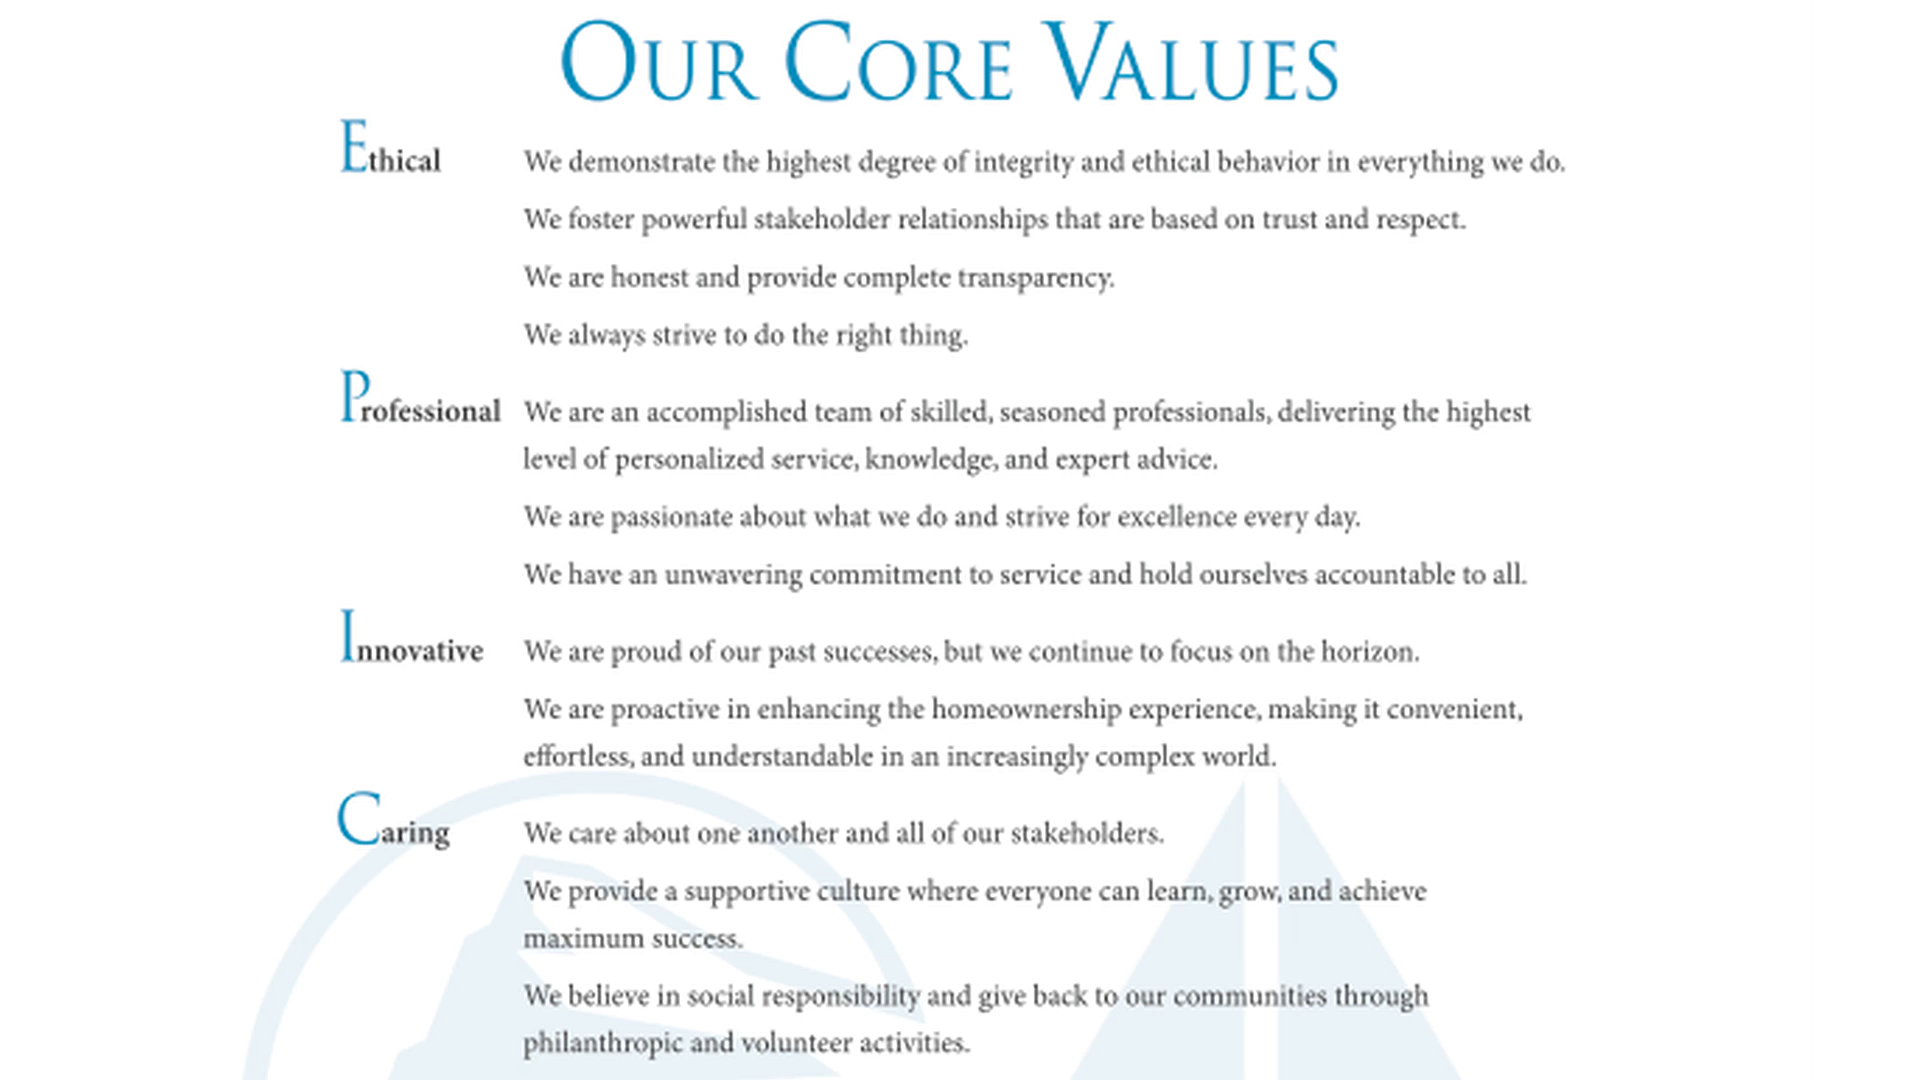 OUR CORE VALUES
Ethical We demonstrate the highest degree of integrity and ethical behavior in everything we do.
We foster powerful stakeholder relationships that are based on trust and respect.
We are honest and provide complete transparency.
We always strive to do the right thing.
Professional We are an accomplished team of skilled, seasoned professionals, delivering the highest
level of personalized service, knowledge, and expert advice.
We are passionate about what we do and strive for excellence every day.
We have an unwavering commitment to service and hold ourselves accountable to all.
Innovative We are proud of our past successes, but we continue to focus on the horizon.
We are proactive in enhancing the homeownership experience, making it convenient,
effortless, and understandable in an increasingly complex world.
Caring We care about one another and all of our stakeholders.
We provide a supportive culture where everyone can learn, grow, and achieve
maximum success.
We believe in social responsibility and give back to our communities through
philanthropic and volunteer activities.